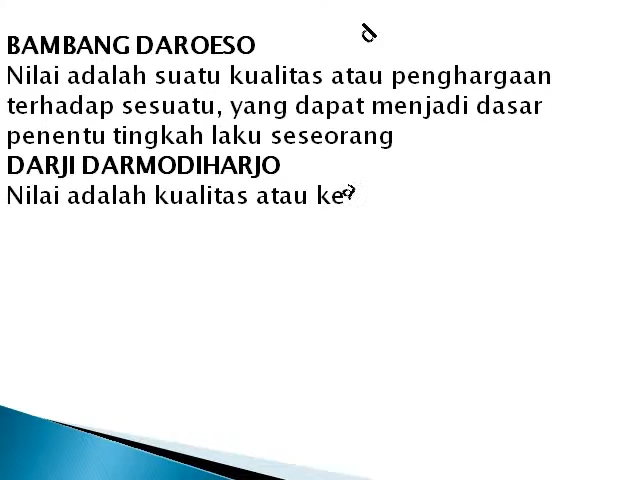 BAMBANG DAROESO
Nilai adalah suatu kualitas atau penghargaan
terhadap sesuatu, yang dapat menjadi dasar
penentu tingkah laku seseorang
DARJI DARMODIHARJO
Nilai adalah kualitas atau kea
d